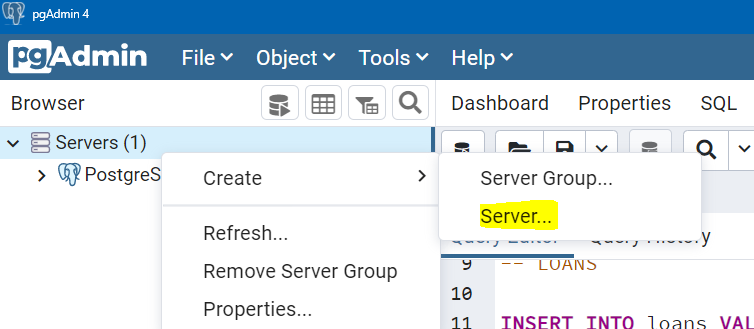 pgAdmin 4
pgAdmin File Object Tools Help
Browser Dashboard Properties SQL
Servers (1)
PostgreS
Create Server Group...
Server...
Refresh... Query Editor Query History
Remove Server Group 9 -- LOANS
Properties... 10
11 INSERT INTO loans VAL